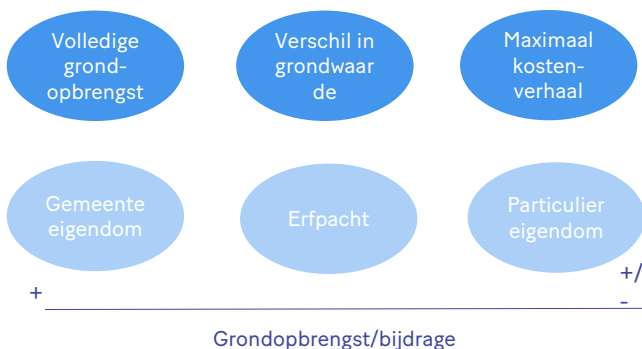 Volledige
grond-
opbrengst
Verschil in
grondwaar
de
Maximaal
kosten-
verhaal
Gemeente
eigendom
Erfpacht
Particulier
eigendom
+
+/
-
Grondopbrengst/bijdrage